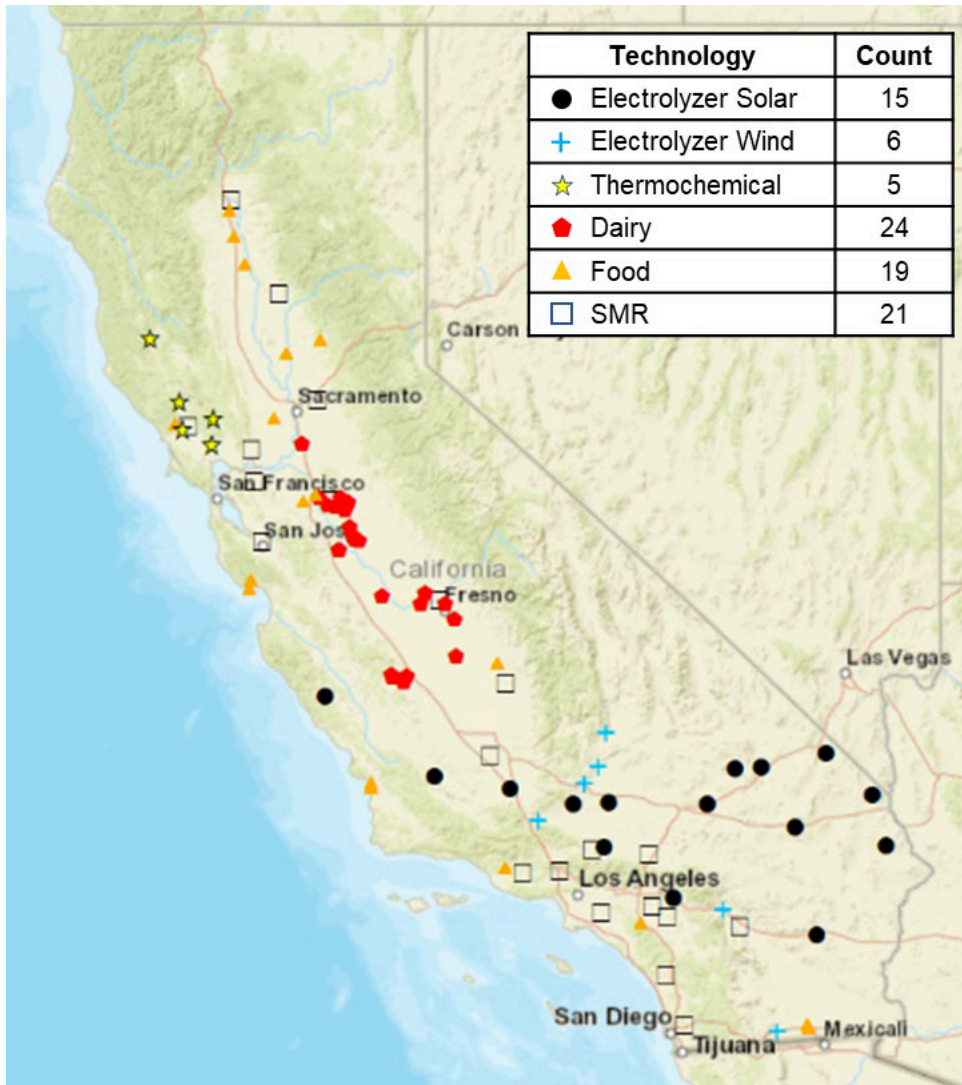 Technology Count
Electrolyzer Solar 15
Electrolyzer Wind 6
Thermochemical 5
Dairy 24
Food 19
SMR 21
Carson
Sacramento
San Francisco
San Jos
California
Fresno
Las Vegas
Los Angeles
San Diego
Mexicali
Tijuana